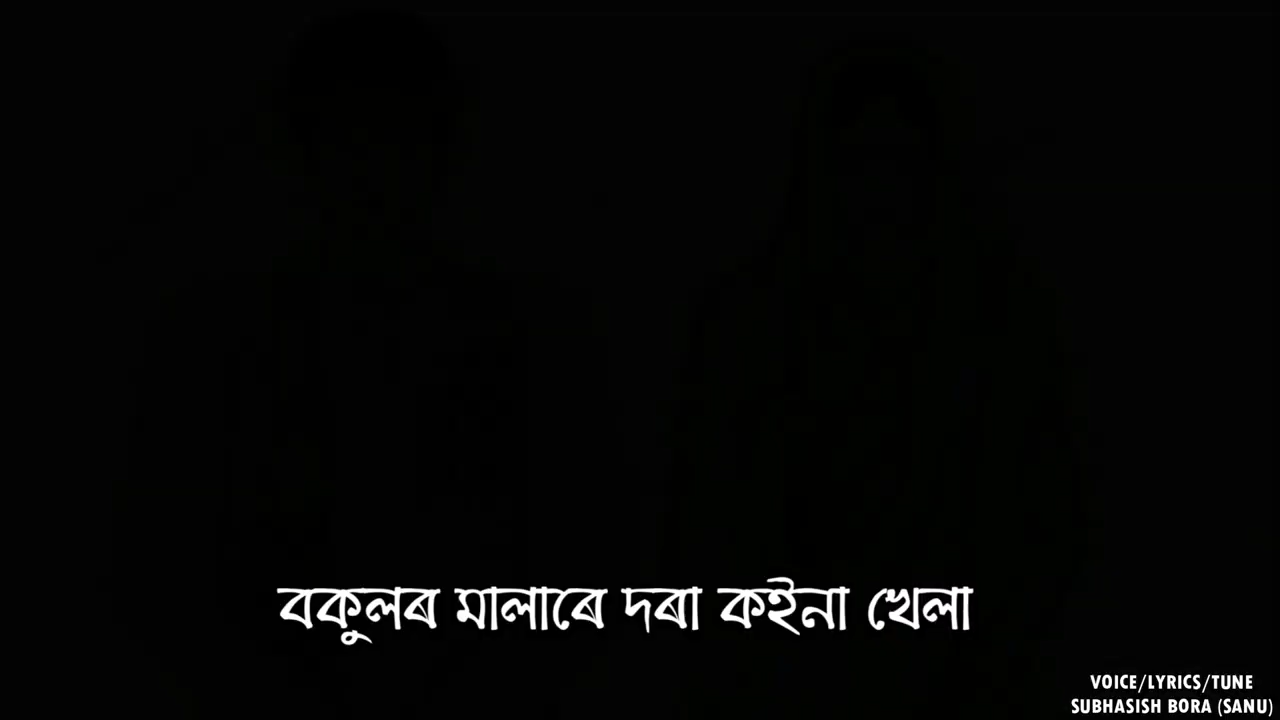 বকুলৰ মালাৰে দৰা কইনা খেলা
VOICE/LYRICS/TUNE
SUBHASISH BORA (SANU)